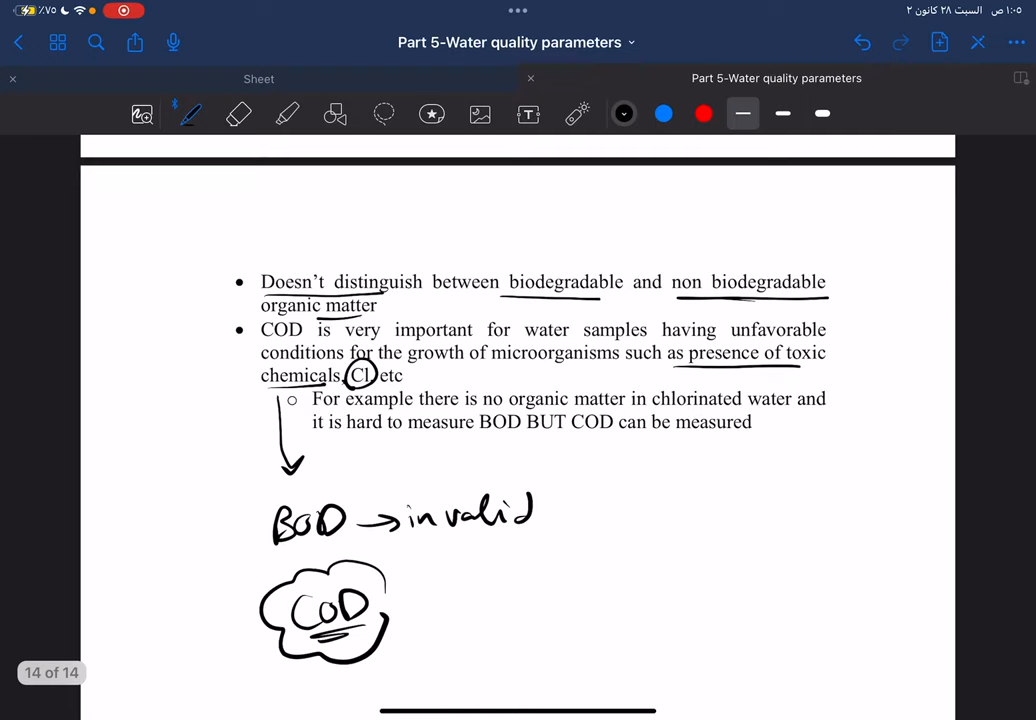 ٪٧٥
١:٠٥ ص السبت ٢٨ كانون ٢
Part 5-Water quality parameters
Sheet
Part 5-Water quality parameters
T
• Doesn't distinguish between biodegradable and non biodegradable
organic matter
• COD is very important for water samples having unfavorable
conditions for the growth of microorganisms such as presence of toxic
chemicals, Cl, etc
o For example there is no organic matter in chlorinated water and
it is hard to measure BOD BUT COD can be measured
BOD → invalid
COD
14 of 14